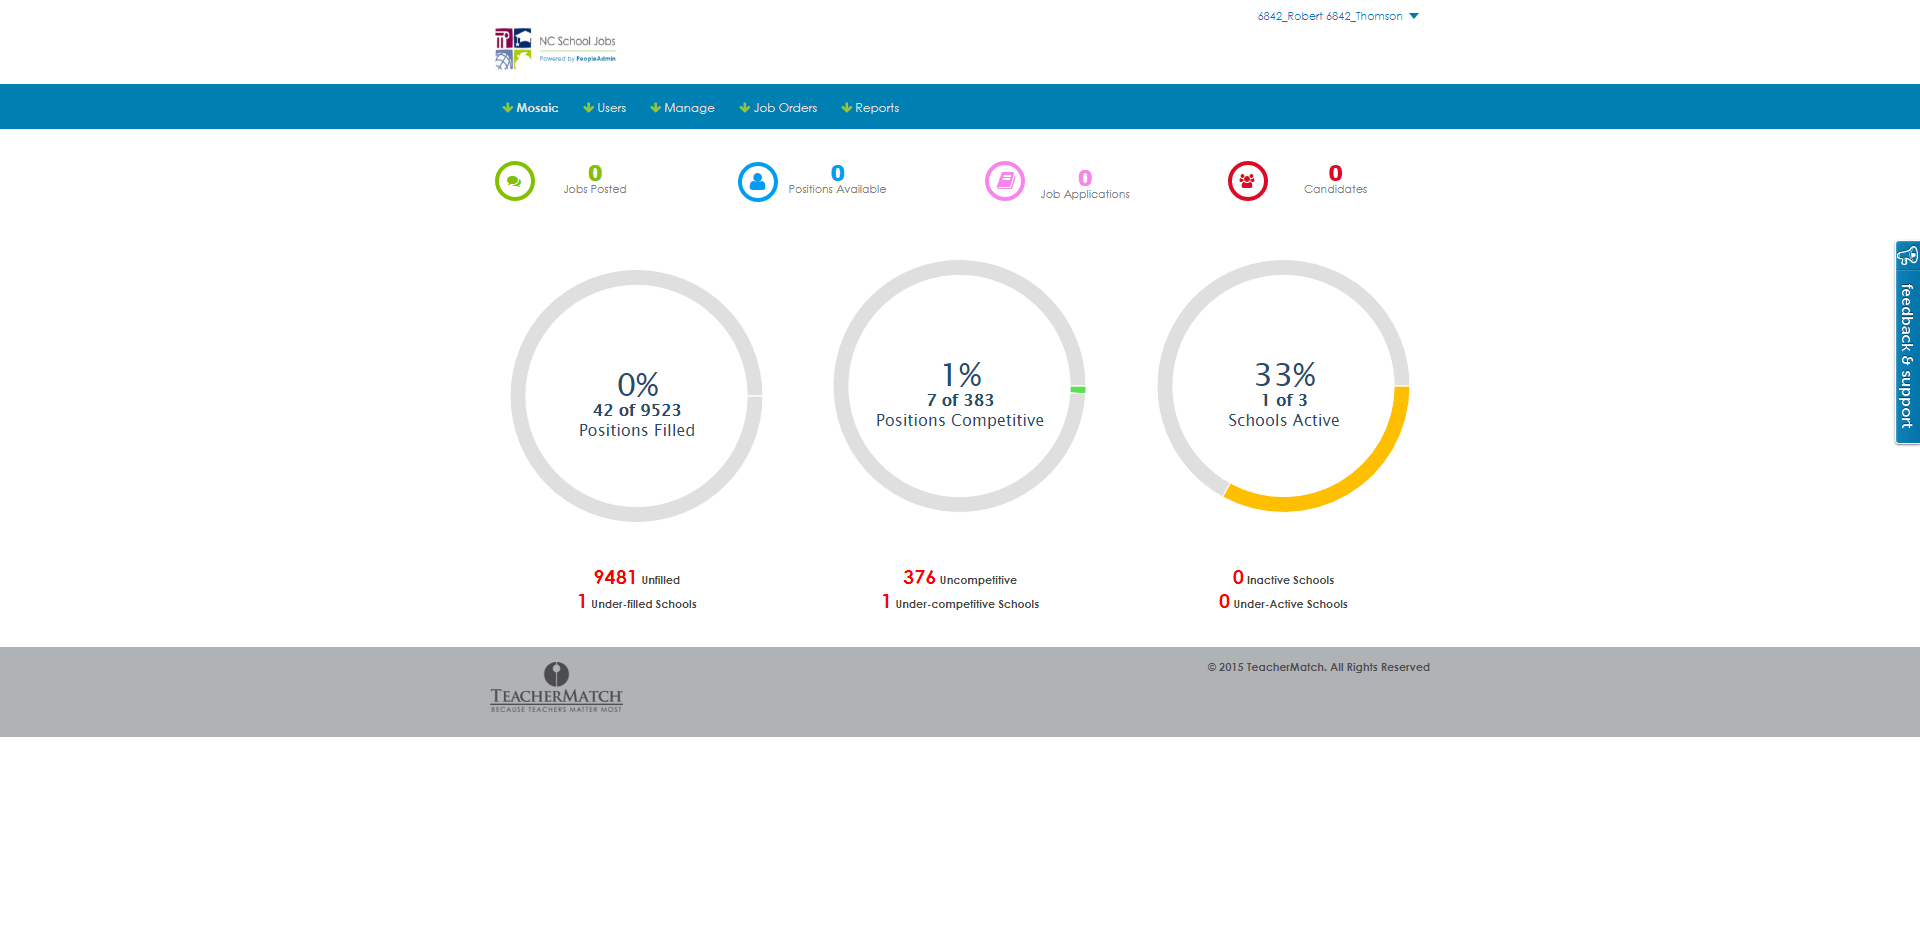 6842_Robert 6842_Thomson
NC School Jobs
Powered by PeopleAdmin
Mosaic Users Manage Job Orders Reports
0
Jobs Posted
0
Positions Available
0
Job Applications
0
Candidates
0%
42 of 9523
Positions Filled
1%
7 of 383
Positions Competitive
33%
1 of 3
Schools Active
feedback & support
9481 Unfilled
1 Under-filled Schools
376 Uncompetitive
1 Under-competitive Schools
0 Inactive Schools
0 Under-Active Schools
© 2015 TeacherMatch. All Rights Reserved
TEACHERMATCH
BECAUSE TEACHERS MATTER MOST